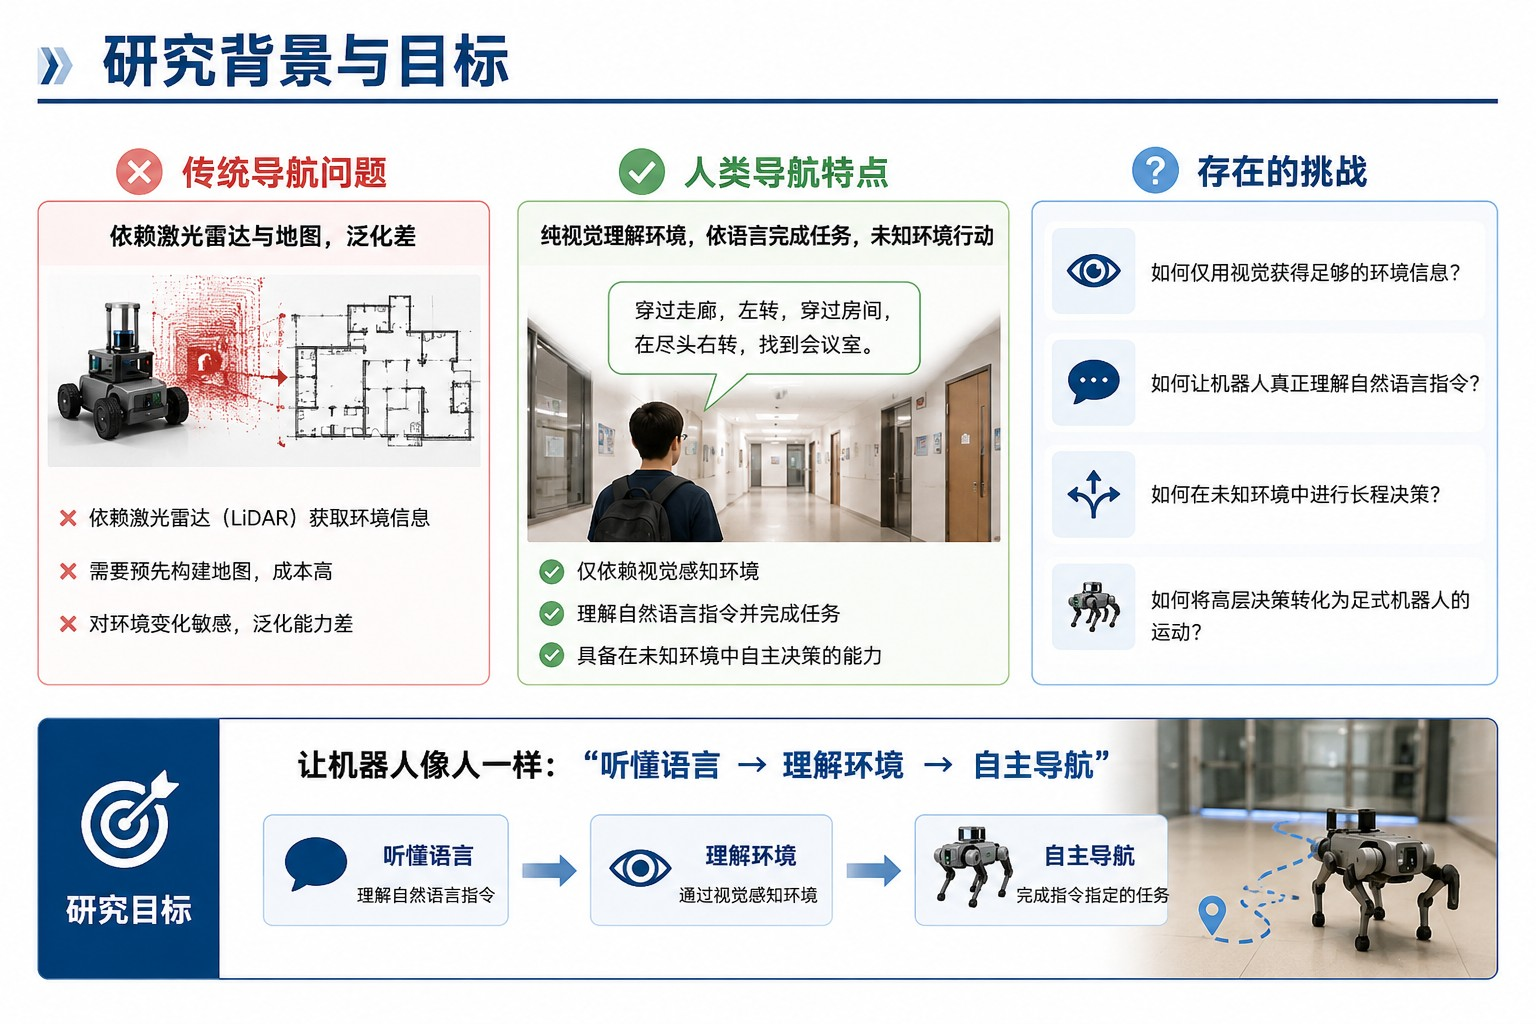 研究背景与目标
传统导航问题
依赖激光雷达与地图，泛化差
依赖激光雷达（LiDAR）获取环境信息
需要预先构建地图，成本高
对环境变化敏感，泛化能力差
人类导航特点
纯视觉理解环境，依语言完成任务，未知环境行动
穿过走廊，左转，穿过房间，
在尽头右转，找到会议室。
仅依赖视觉感知环境
理解自然语言指令并完成任务
具备在未知环境中自主决策的能力
存在的挑战
如何仅用视觉获得足够的环境信息？
如何让机器人真正理解自然语言指令？
如何在未知环境中进行长程决策？
如何将高层决策转化为足式机器人的
运动？
研究目标
让机器人像人一样：“听懂语言 → 理解环境 → 自主导航”
听懂语言
理解自然语言指令
理解环境
通过视觉感知环境
自主导航
完成指令指定的任务